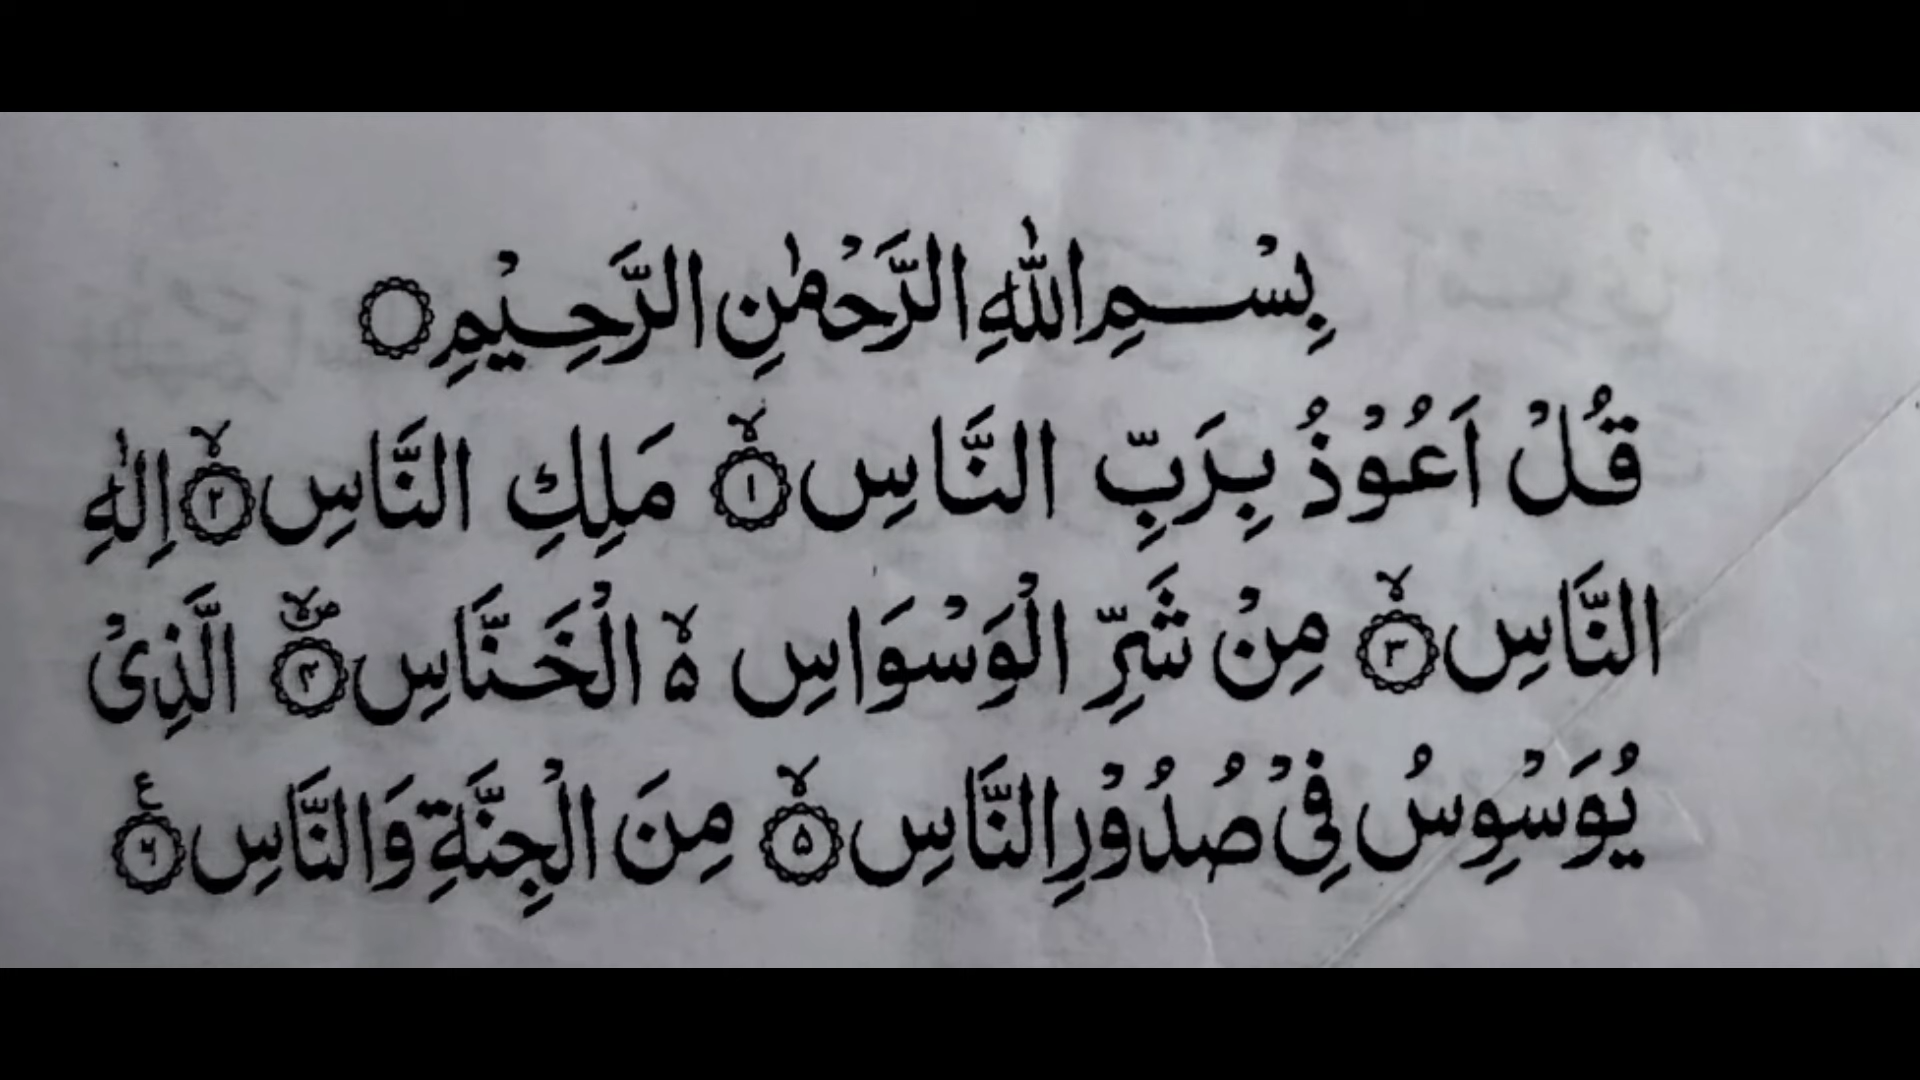 بِسْمِ اللّٰهِ الرَّحْمٰنِ الرَّحِیْمِ ۝
قُلْ اَعُوْذُ بِرَبِّ النَّاسِ ۙ﴿۱﴾ مَلِكِ النَّاسِ ۙ﴿۲﴾ اِلٰهِ
النَّاسِ ۙ﴿۳﴾ مِنْ شَرِّ الْوَسْوَاسِ ۙ۵ الْخَنَّاسِ ۪ۙ﴿۴﴾ الَّذِیْ
یُوَسْوِسُ فِیْ صُدُوْرِ النَّاسِ ۙ﴿۵﴾ مِنَ الْجِنَّةِ وَالنَّاسِ ﴿۶﴾ ع